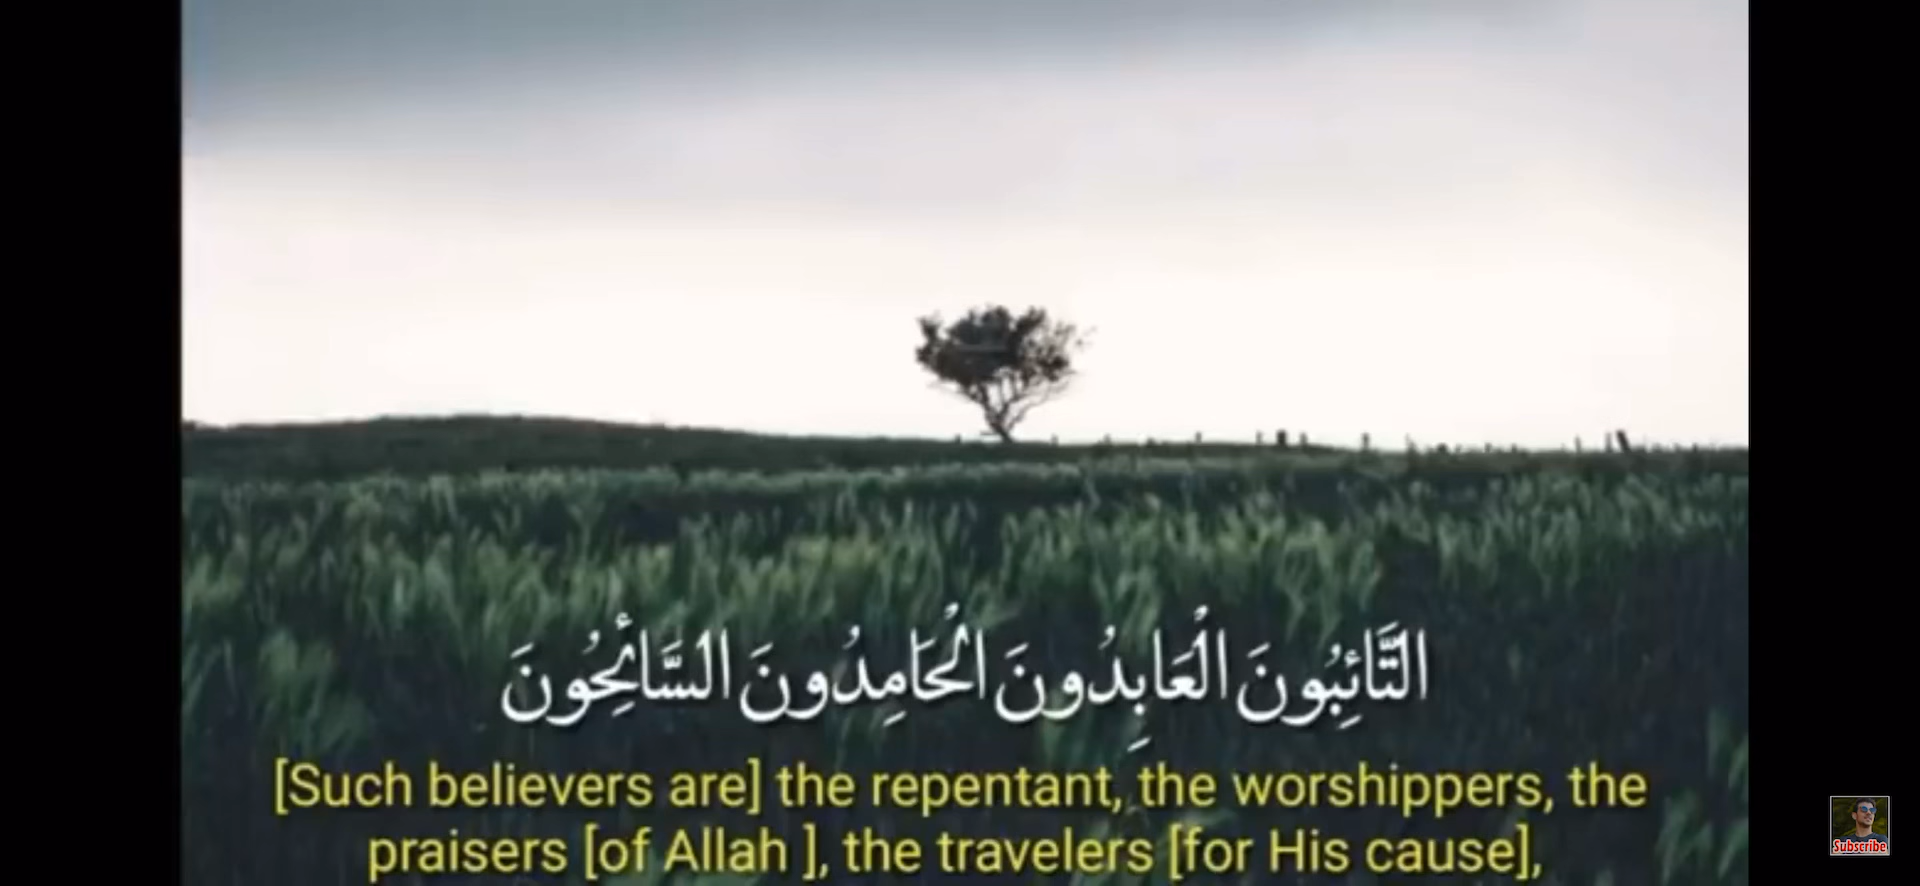 التَّائِبُونَ الْعَابِدُونَ الْحَامِدُونَ السَّائِحُونَ
[Such believers are] the repentant, the worshippers, the
praisers [of Allah ], the travelers [for His cause],
Subscribe